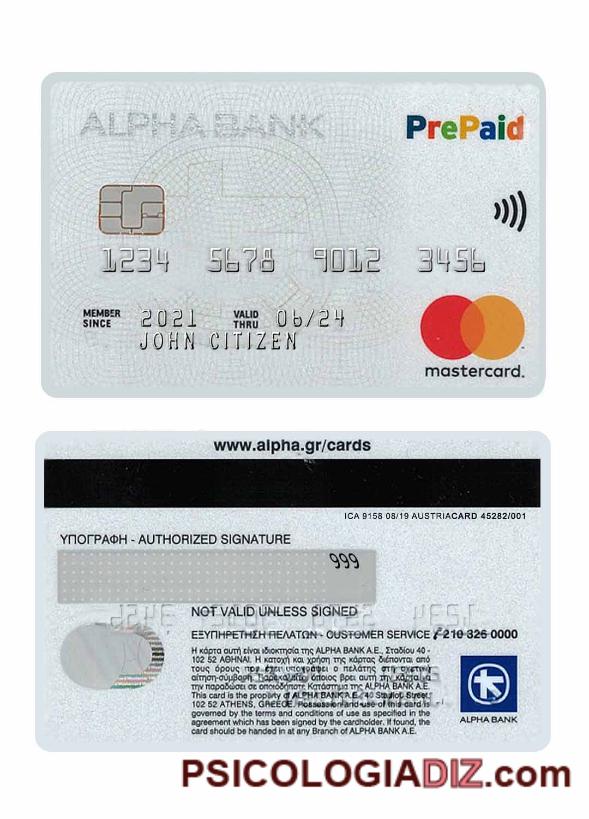 ALPHA BANK
PrePaid
1234 5678 9012 3456
MEMBER SINCE 2021 VALID THRU 06/24
JOHN CITIZEN
mastercard.
www.alpha.gr/cards
ICA 9158 08/19 AUSTRIACARD 45282/001
ΥΠΟΓΡΑΦΗ - AUTHORIZED SIGNATURE
999
NOT VALID UNLESS SIGNED
ΕΞΥΠΗΡΕΤΗΣΗ ΠΕΛΑΤΩΝ - CUSTOMER SERVICE 210 326 0000
Η κάρτα αυτή είναι ιδιοκτησία της ALPHA BANK A.E., Σταδίου 40 -
102 52 ΑΘΗΝΑΙ. Η κατοχή και χρήση της κάρτας διέπονται από
τους όρους που έχει υπογράψει ο πελάτης στη σχετική
αίτηση-σύμβαση. Παρακαλείται όποιος βρει αυτή την κάρτα να
την παραδώσει σε οποιοδήποτε Κατάστημα της ALPHA BANK A.E.
This card is the property of ALPHA BANK A.E., 40 Stadiou Street,
102 52 ATHENS, GREECE. Possession and use of this card is
governed by the terms and conditions of use as specified in the
agreement which has been signed by the cardholder. If found, the
card should be handed in at any Branch of ALPHA BANK A.E.
ALPHA BANK
PSICOLOGIADIZ.com